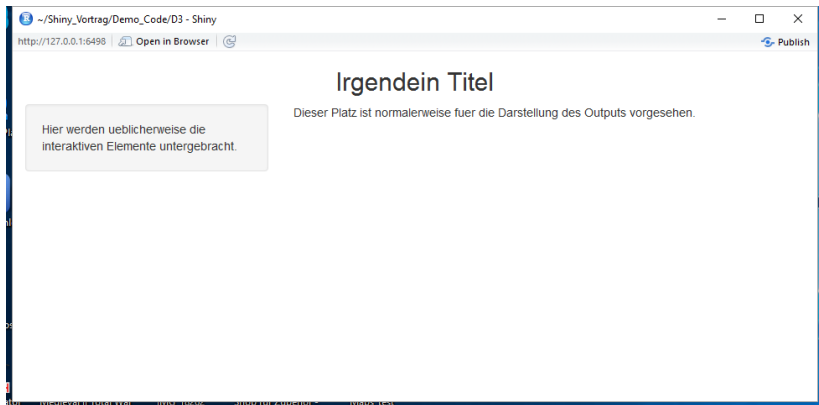 ~/Shiny_Vortrag/Demo_Code/D3 - Shiny
http://127.0.0.1:6498 Open in Browser Publish
Irgendein Titel
Dieser Platz ist normalerweise fuer die Darstellung des Outputs vorgesehen.
Hier werden ueblicherweise die
interaktiven Elemente untergebracht.